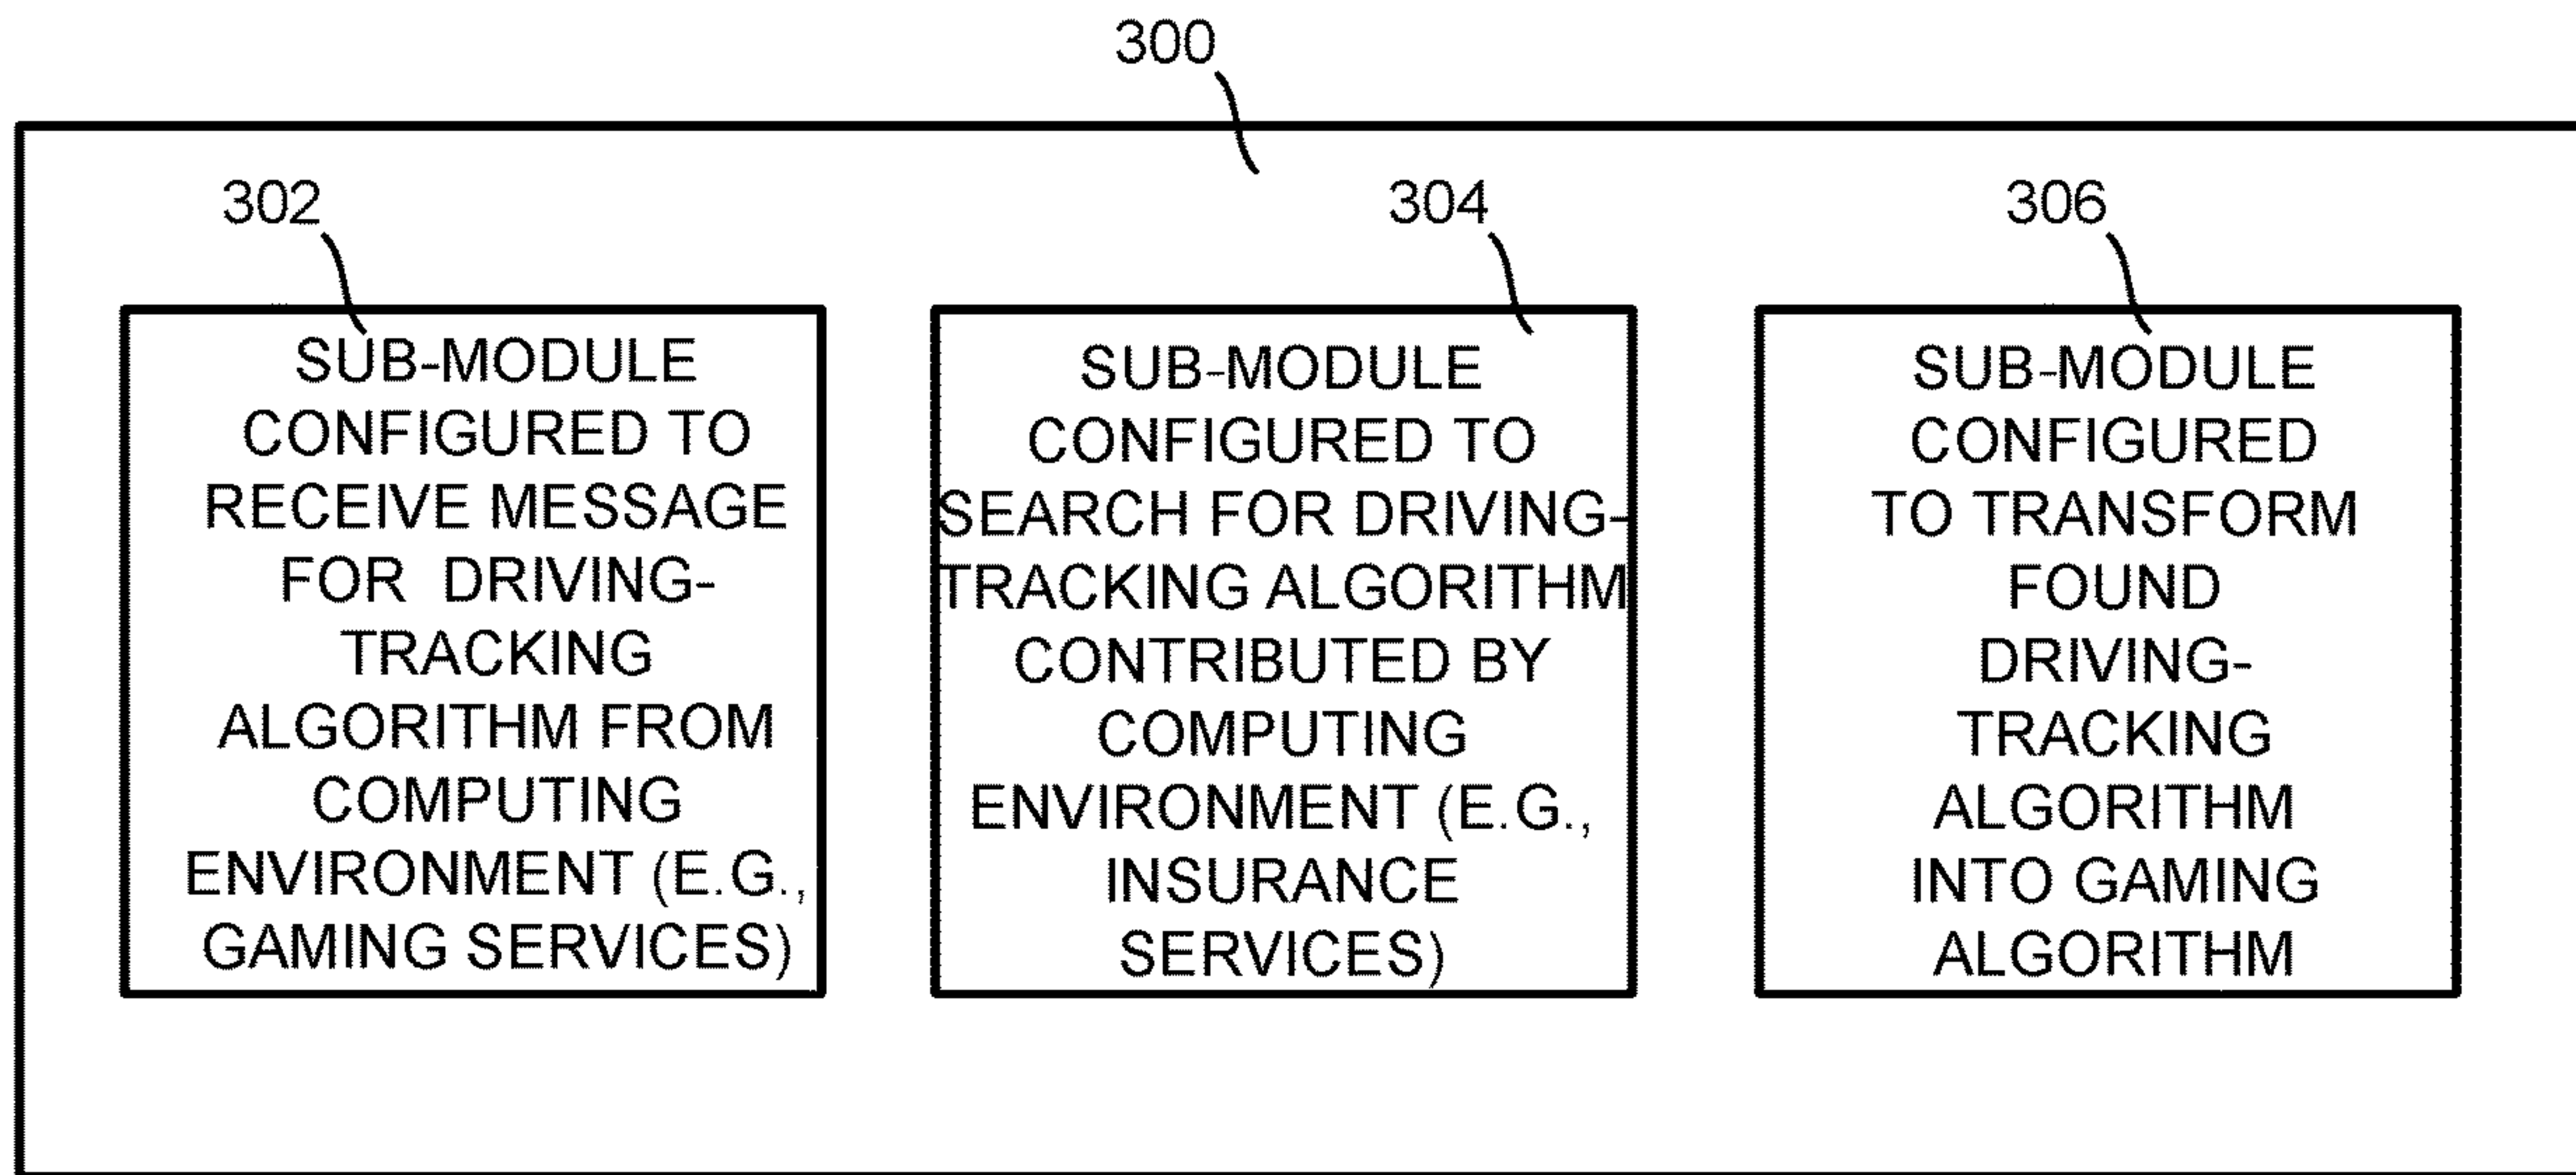 300
302
SUB-MODULE
CONFIGURED TO
RECEIVE MESSAGE
FOR DRIVING-
TRACKING
ALGORITHM FROM
COMPUTING
ENVIRONMENT (E.G.,
GAMING SERVICES)
304
SUB-MODULE
CONFIGURED TO
SEARCH FOR DRIVING-
TRACKING ALGORITHM
CONTRIBUTED BY
COMPUTING
ENVIRONMENT (E.G.,
INSURANCE
SERVICES)
306
SUB-MODULE
CONFIGURED
TO TRANSFORM
FOUND
DRIVING-
TRACKING
ALGORITHM
INTO GAMING
ALGORITHM